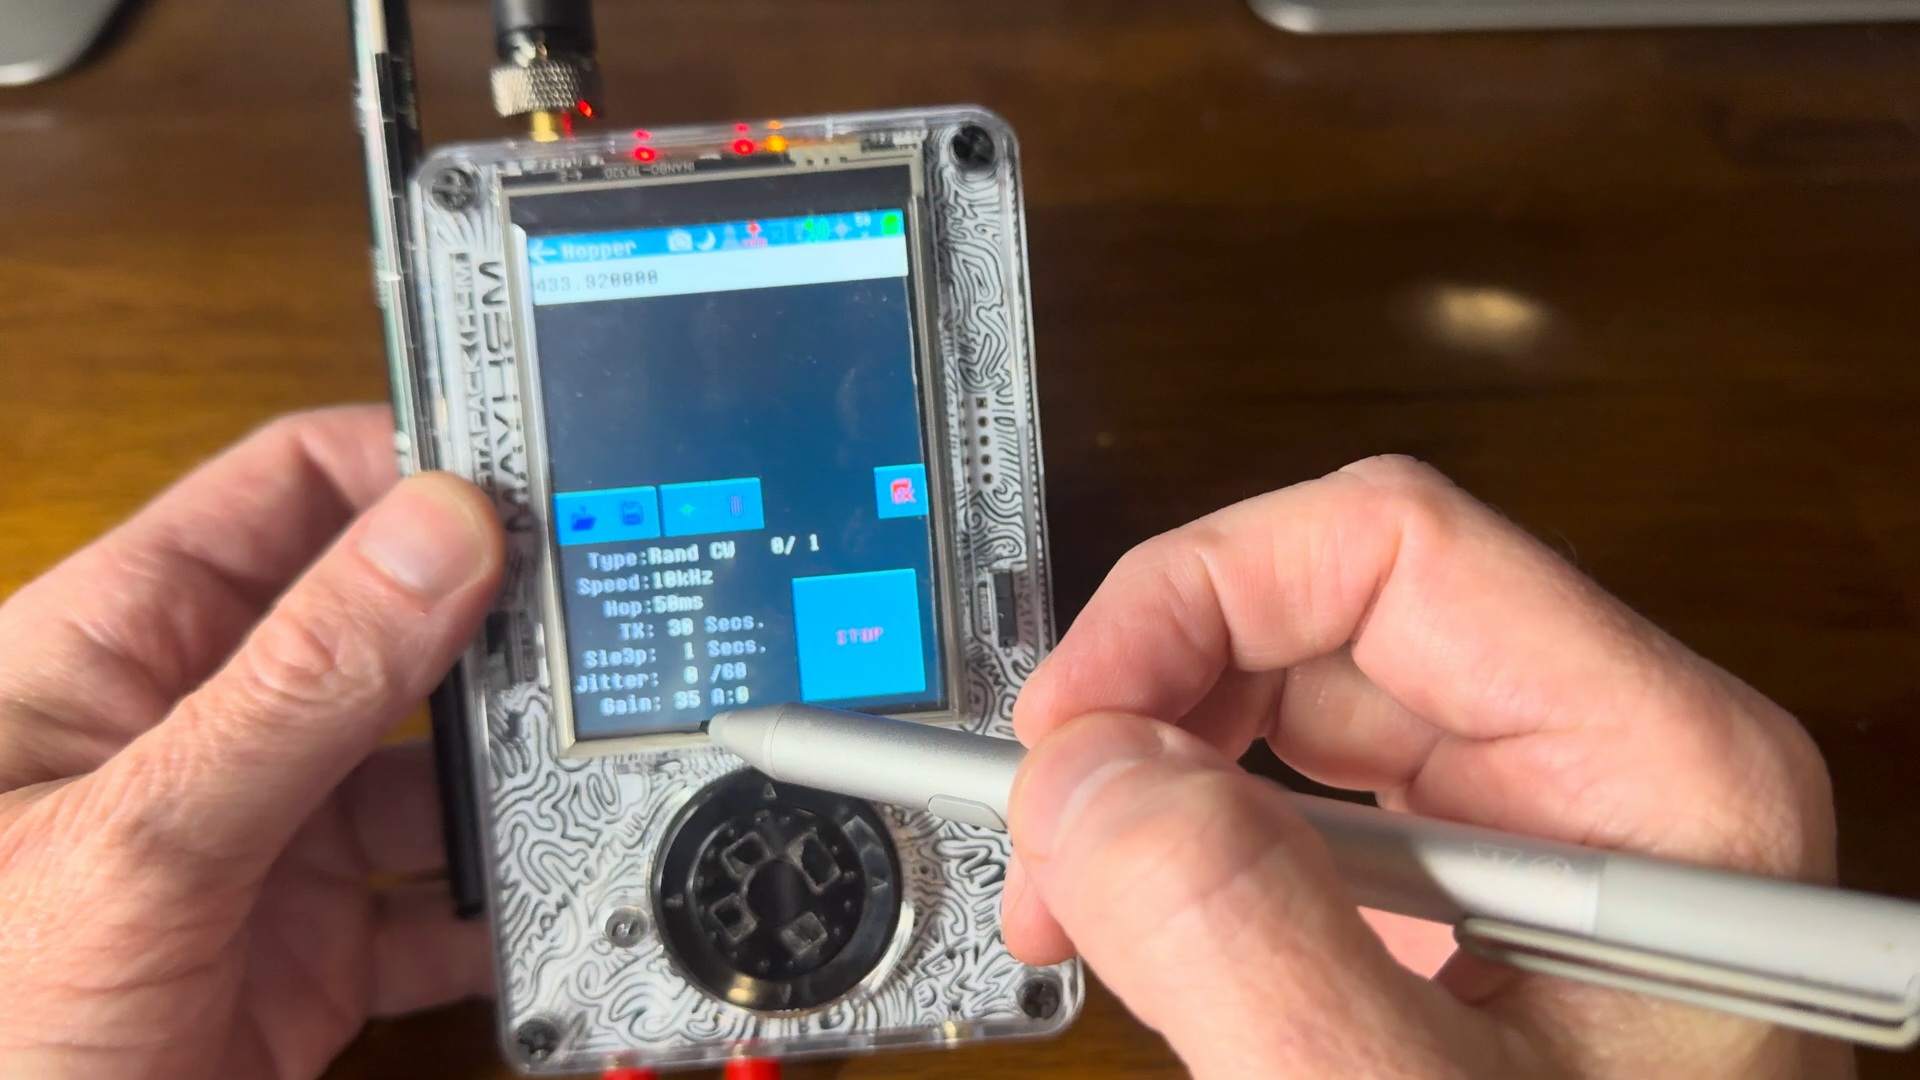 Hopper
433.920000
Type:Rand CW 0/ 1
Speed:10kHz
Hop:50ms
TX: 30 Secs.
Sle3p: 1 Secs.
Jitter: 0 /60
Gain: 35 A:0
STOP
MAYHEM